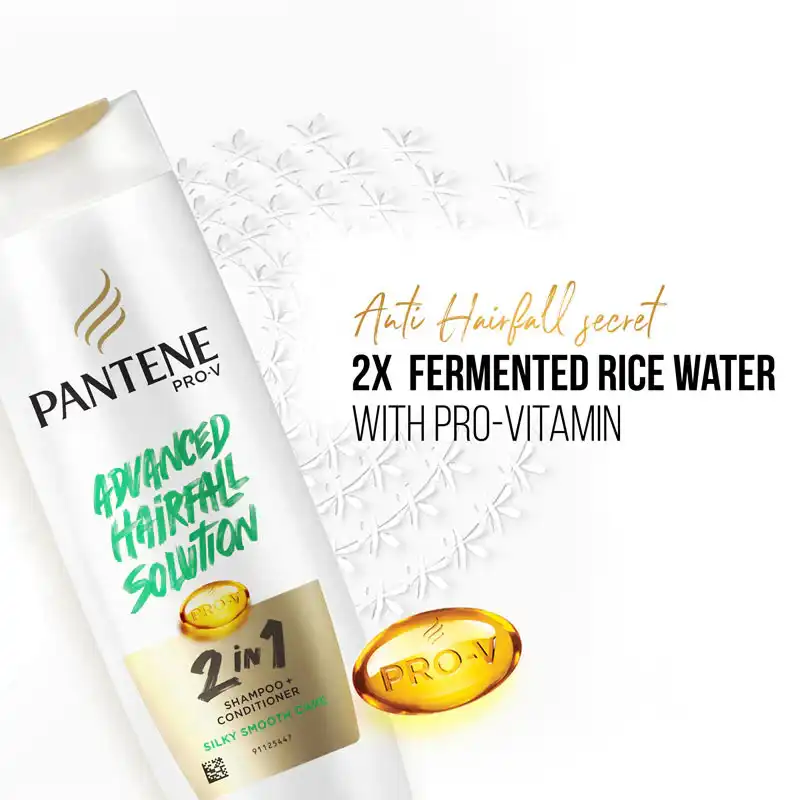 PANTENE
PRO-V
ADVANCED
HAIRFALL
SOLUTION
PRO-V
2 in 1
SHAMPOO +
CONDITIONER
SILKY SMOOTH CARE
91125447
Anti Hairfall secret
2X FERMENTED RICE WATER
WITH PRO-VITAMIN
PRO-V